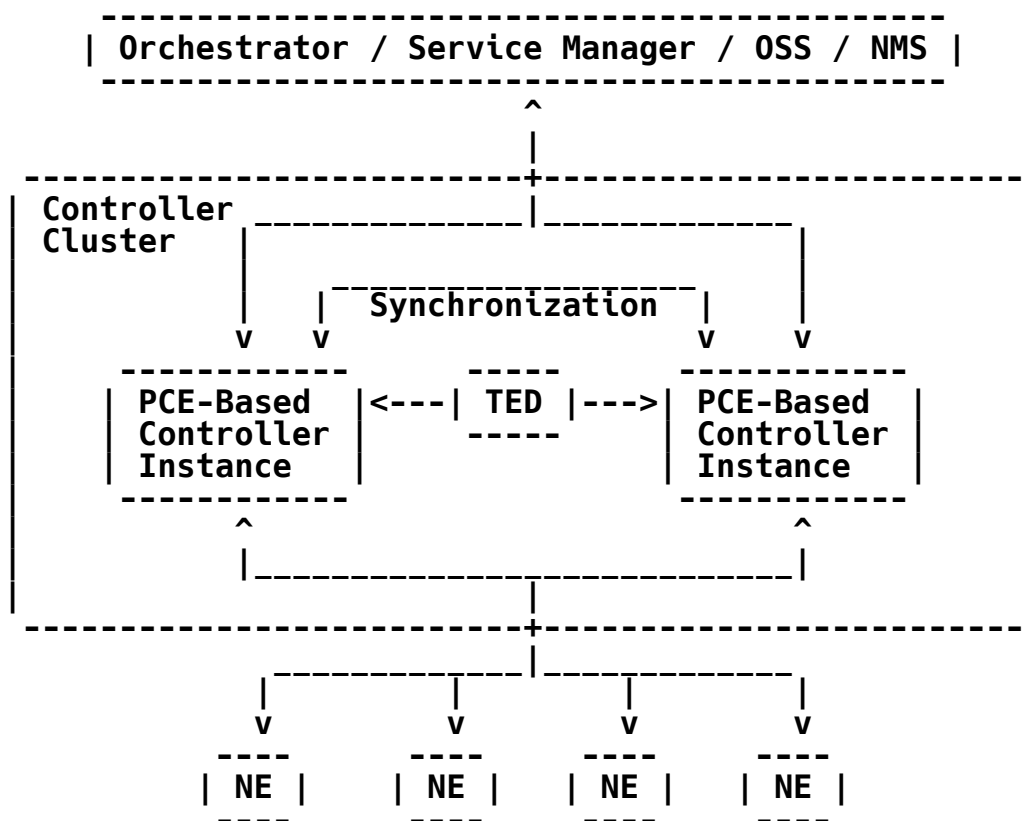 Orchestrator / Service Manager / OSS / NMS
Controller
Cluster
Synchronization
PCE-Based <---| TED |---> PCE-Based
Controller Controller
Instance Instance
NE NE NE NE